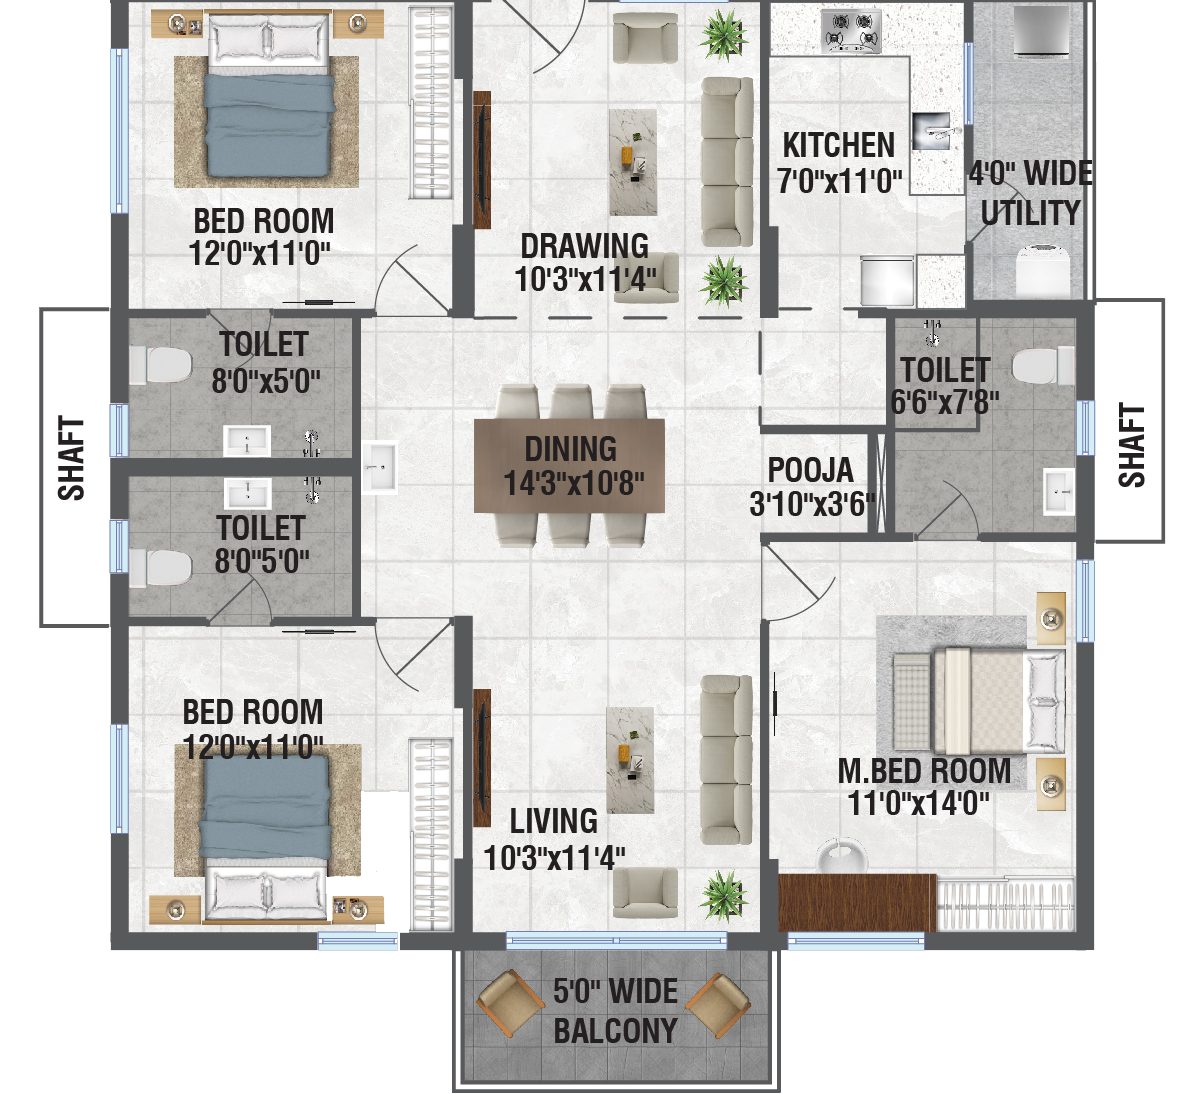 BED ROOM
12'0"x11'0"
DRAWING
10'3"x11'4"
KITCHEN
7'0"x11'0"
4'0" WIDE
UTILITY
TOILET
8'0"x5'0"
TOILET
6'6"x7'8"
SHAFT
SHAFT
DINING
14'3"x10'8"
POOJA
3'10"x3'6"
TOILET
8'0"5'0"
BED ROOM
12'0"x11'0"
LIVING
10'3"x11'4"
M.BED ROOM
11'0"x14'0"
5'0" WIDE
BALCONY